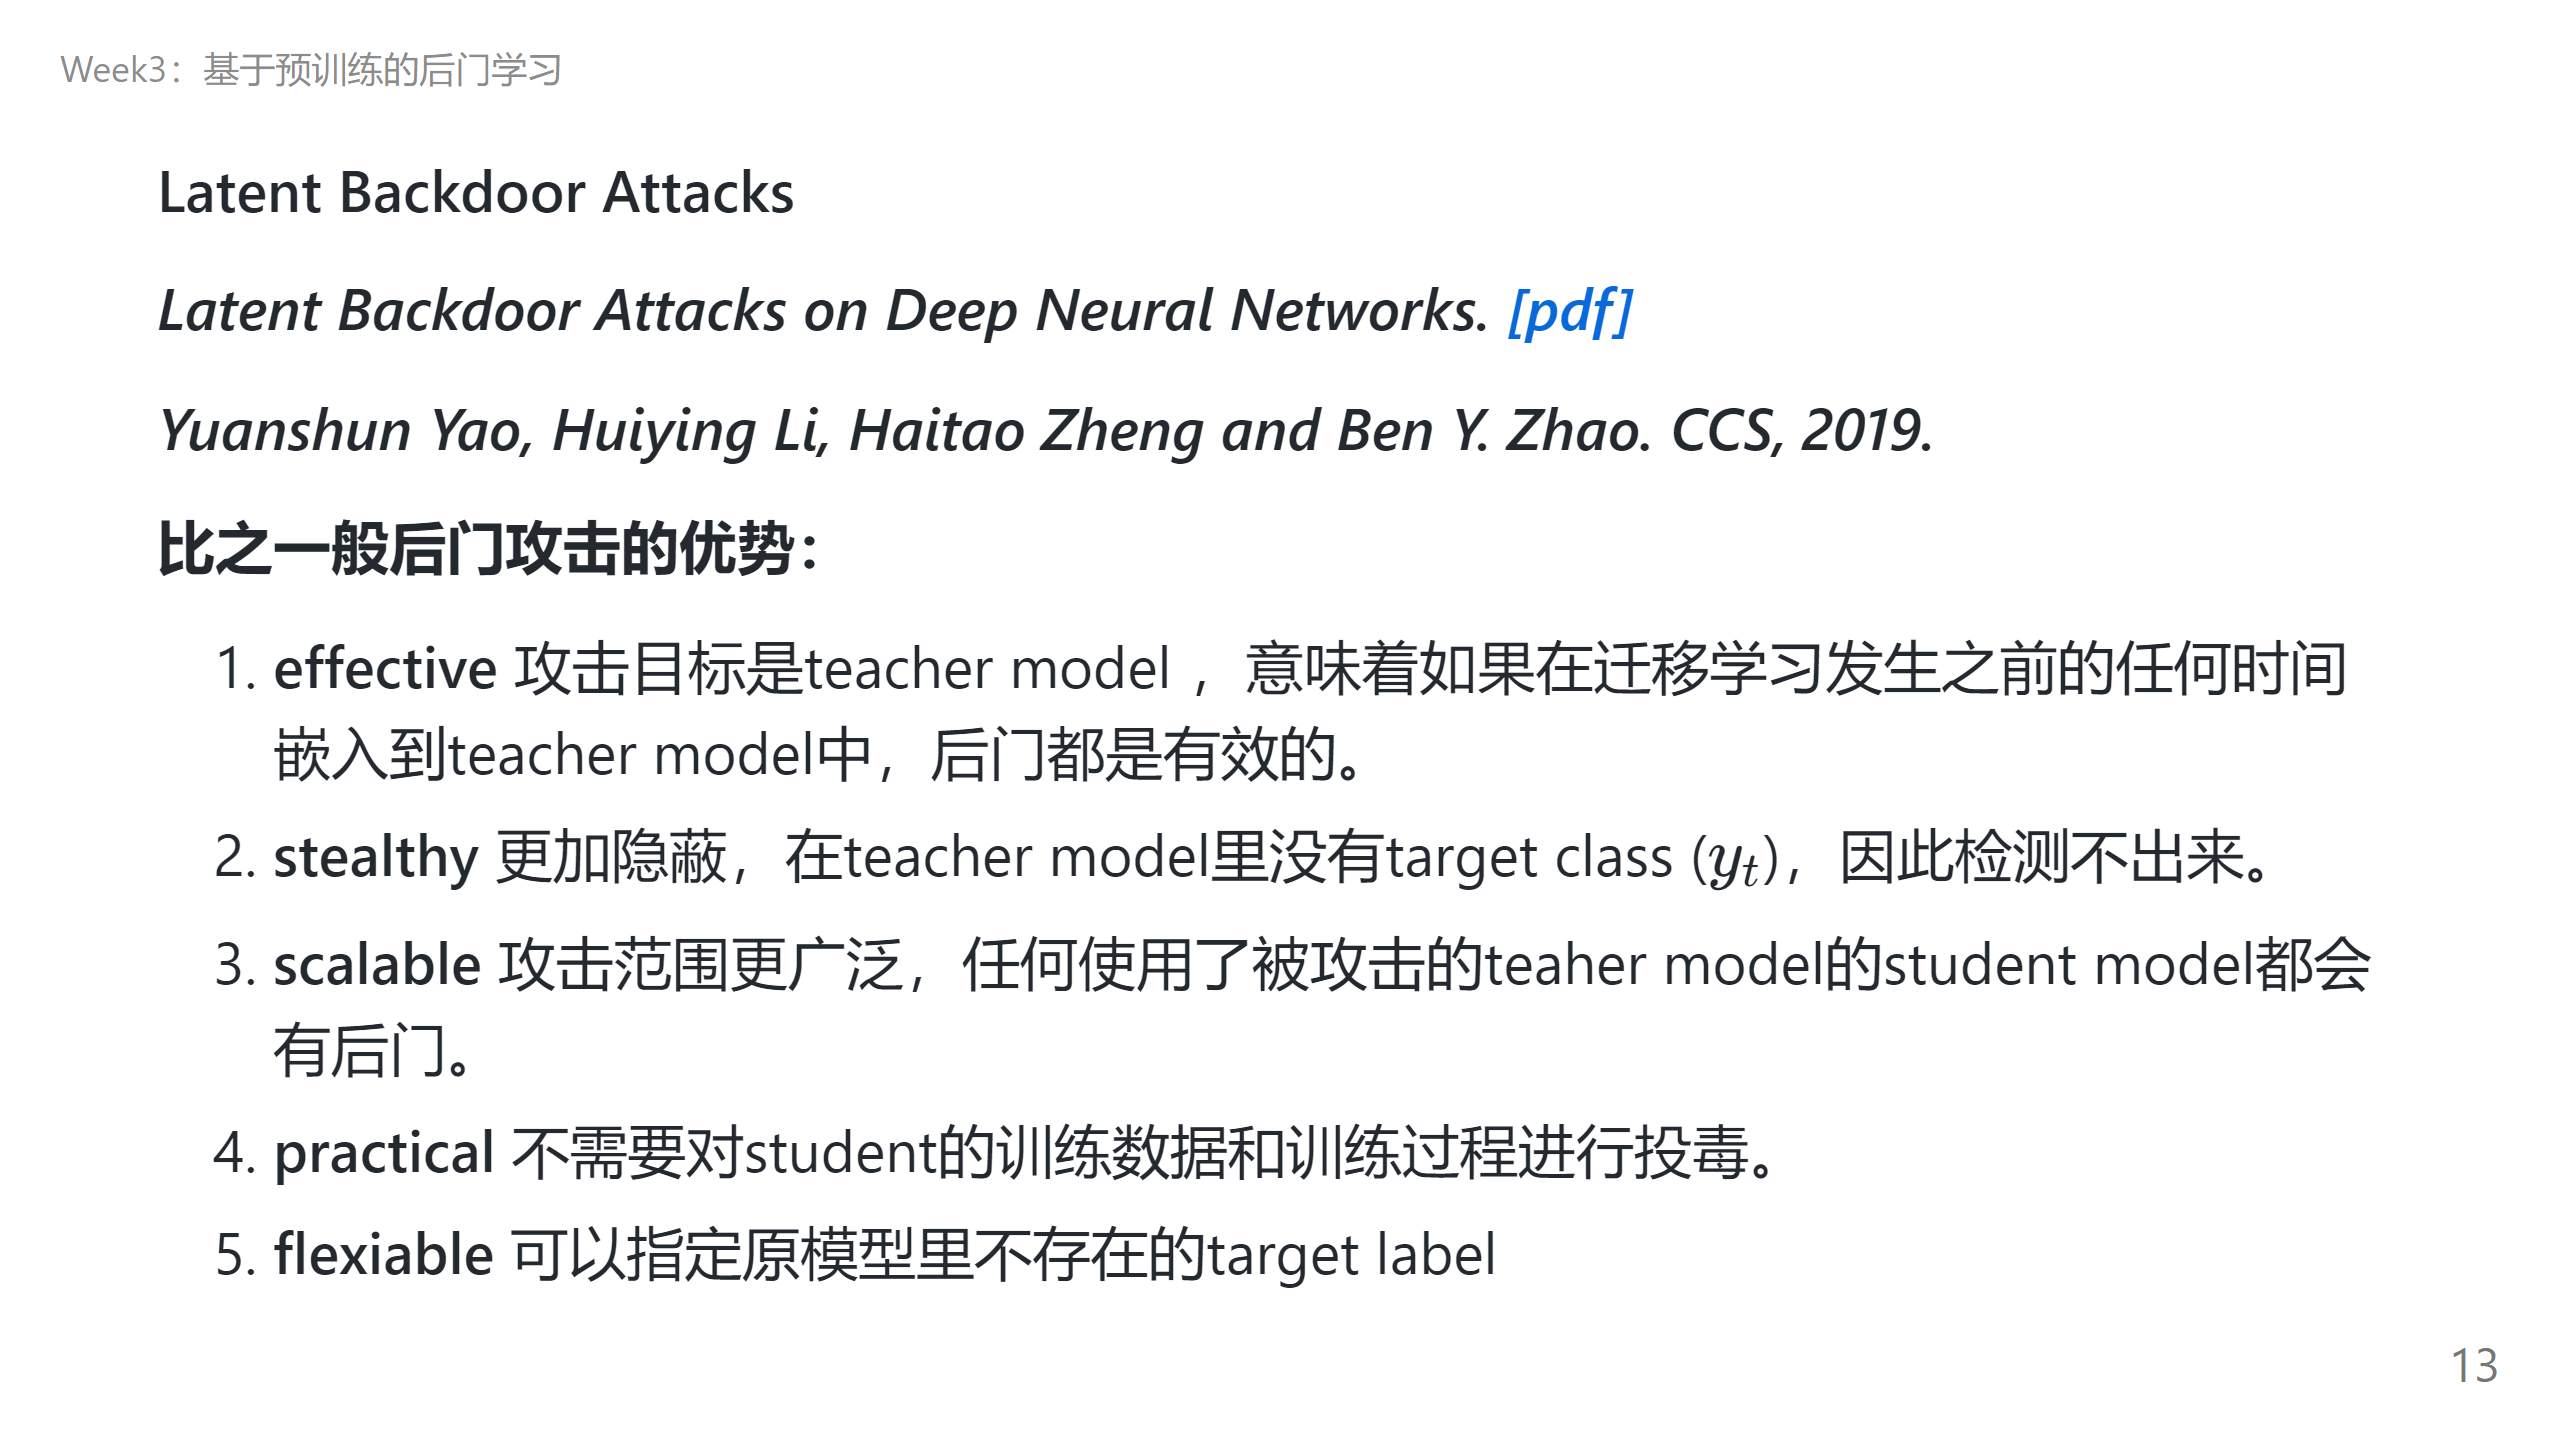 Week3：基于预训练的后门学习
Latent Backdoor Attacks
Latent Backdoor Attacks on Deep Neural Networks. [pdf]
Yuanshun Yao, Huiying Li, Haitao Zheng and Ben Y. Zhao. CCS, 2019.
比之一般后门攻击的优势：
1. effective 攻击目标是teacher model ，意味着如果在迁移学习发生之前的任何时间
嵌入到teacher model中，后门都是有效的。
2. stealthy 更加隐蔽，在teacher model里没有target class (y_t)，因此检测不出来。
3. scalable 攻击范围更广泛，任何使用了被攻击的teaher model的student model都会
有后门。
4. practical 不需要对student的训练数据和训练过程进行投毒。
5. flexiable 可以指定原模型里不存在的target label
13